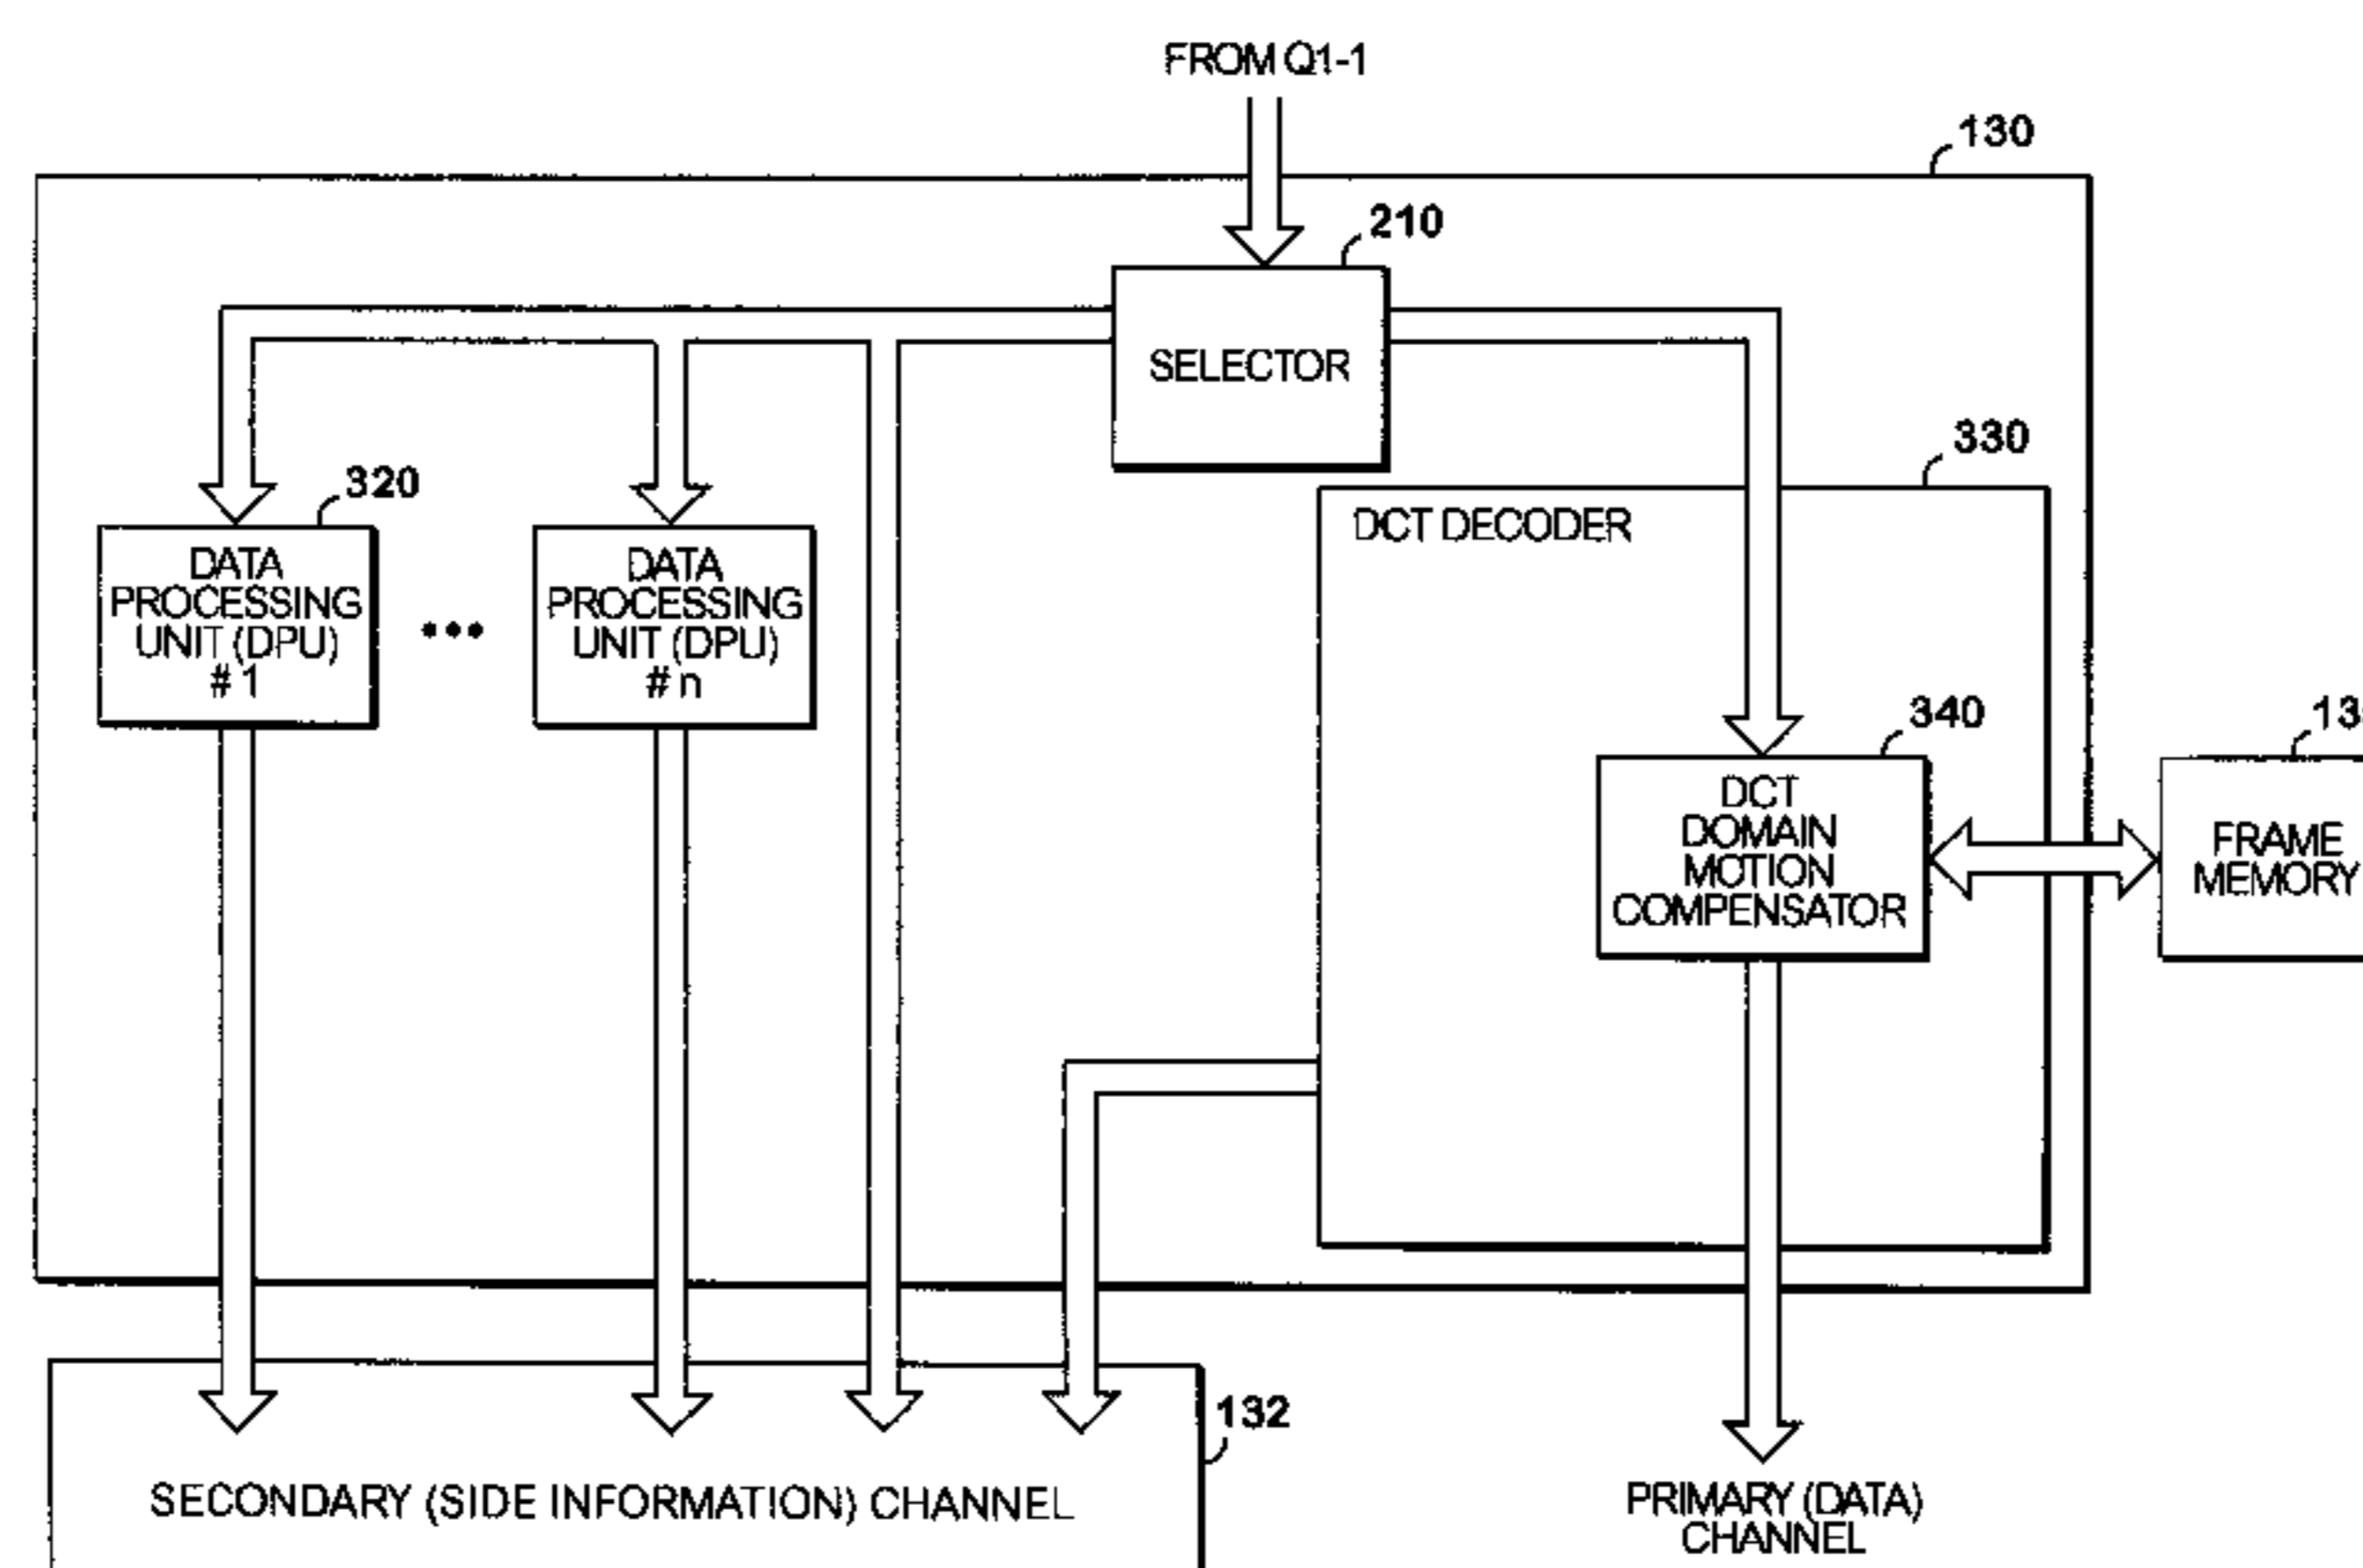 FROM Q1-1
130
210
SELECTOR
330
DCT DECODER
320
DATA
PROCESSING
UNIT (DPU)
# 1
•••
DATA
PROCESSING
UNIT (DPU)
# n
340
DCT
DOMAIN
MOTION
COMPENSATOR
FRAME
MEMORY
132
SECONDARY (SIDE INFORMATION) CHANNEL
PRIMARY (DATA)
CHANNEL